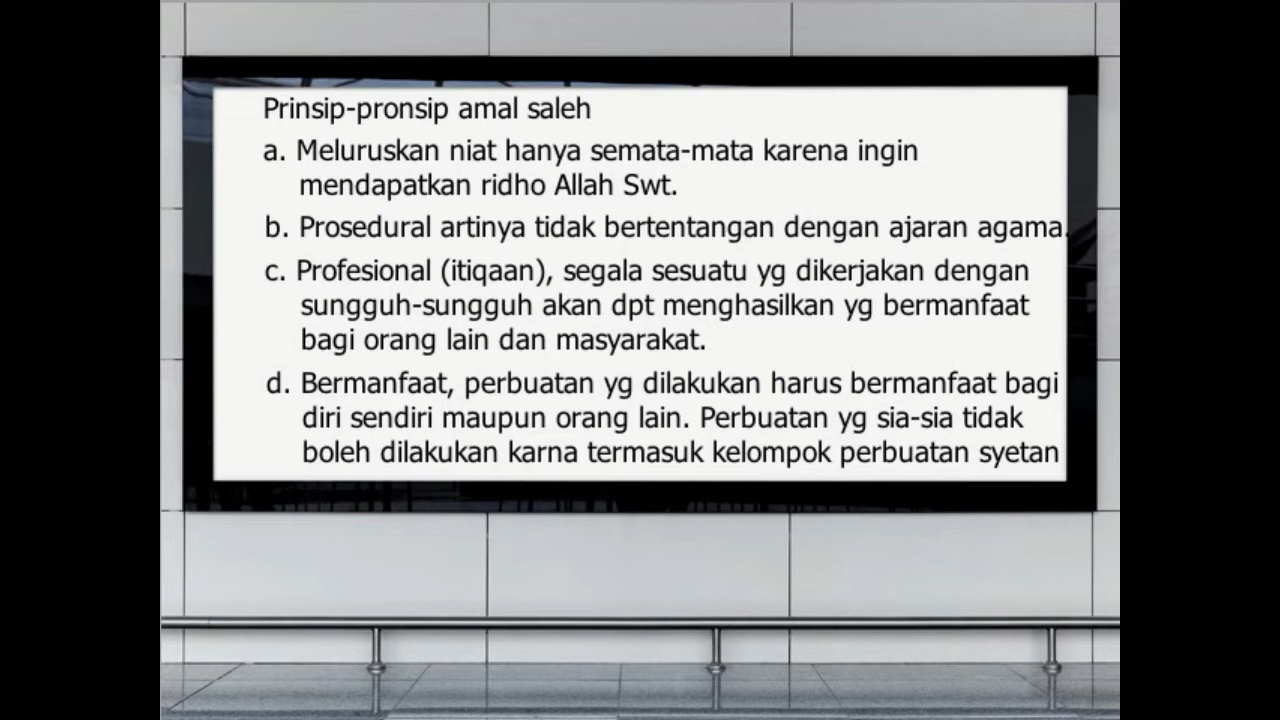 Prinsip-pronsip amal saleh
a. Meluruskan niat hanya semata-mata karena ingin
mendapatkan ridho Allah Swt.
b. Prosedural artinya tidak bertentangan dengan ajaran agama.
c. Profesional (itiqaan), segala sesuatu yg dikerjakan dengan
sungguh-sungguh akan dpt menghasilkan yg bermanfaat
bagi orang lain dan masyarakat.
d. Bermanfaat, perbuatan yg dilakukan harus bermanfaat bagi
diri sendiri maupun orang lain. Perbuatan yg sia-sia tidak
boleh dilakukan karna termasuk kelompok perbuatan syetan